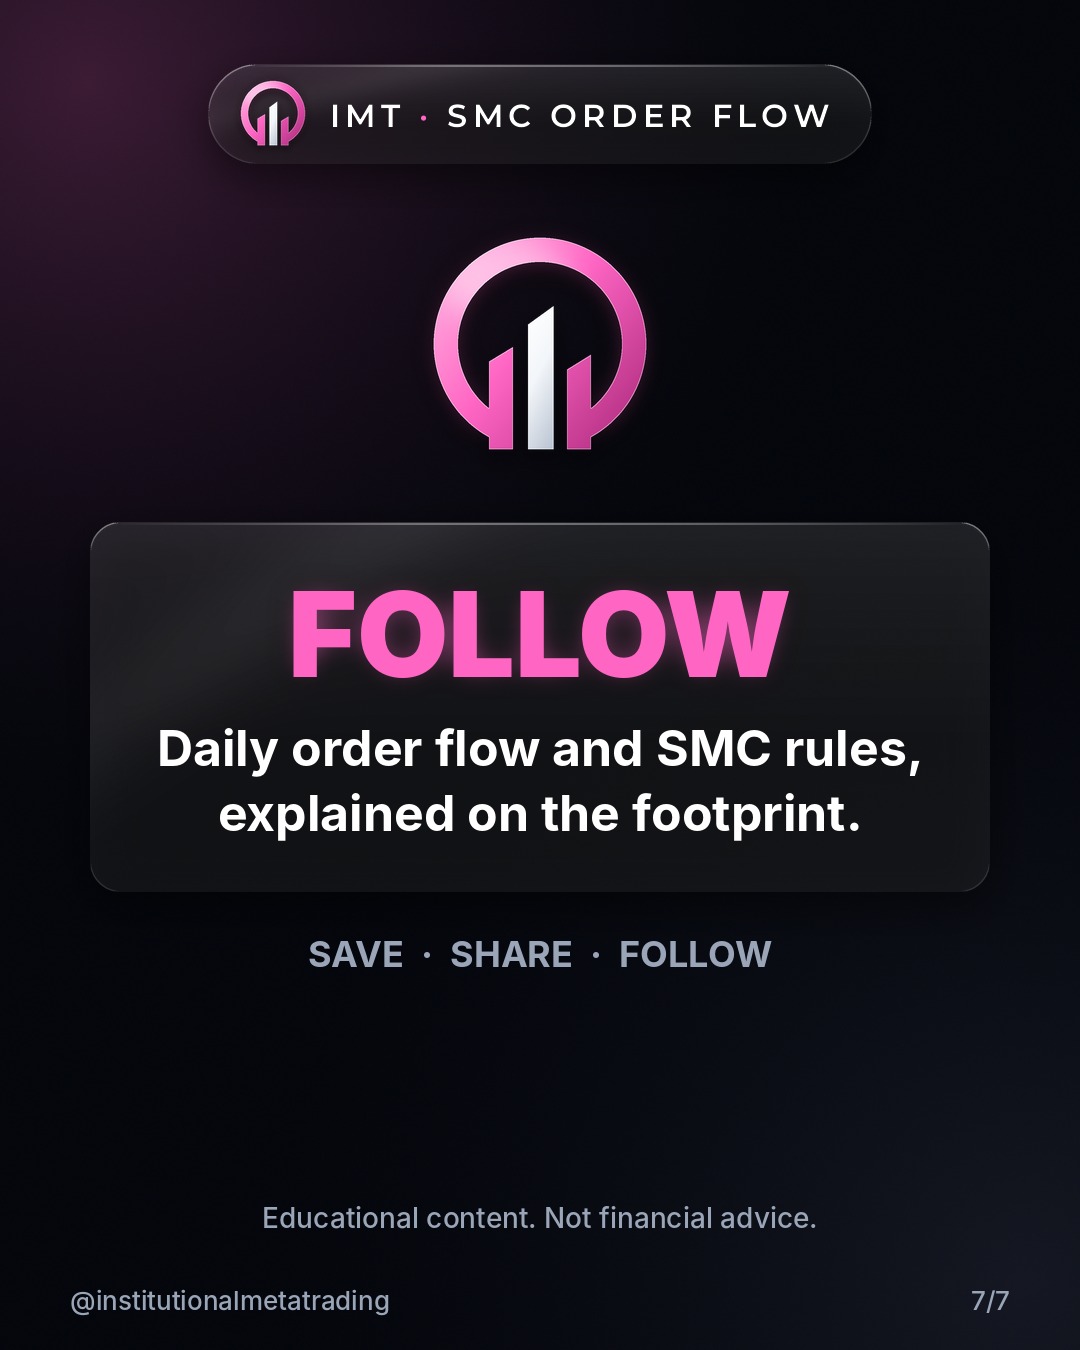 IMT · SMC ORDER FLOW
FOLLOW
Daily order flow and SMC rules,
explained on the footprint.
SAVE · SHARE · FOLLOW
Educational content. Not financial advice.
@institutionalmetatrading
7/7